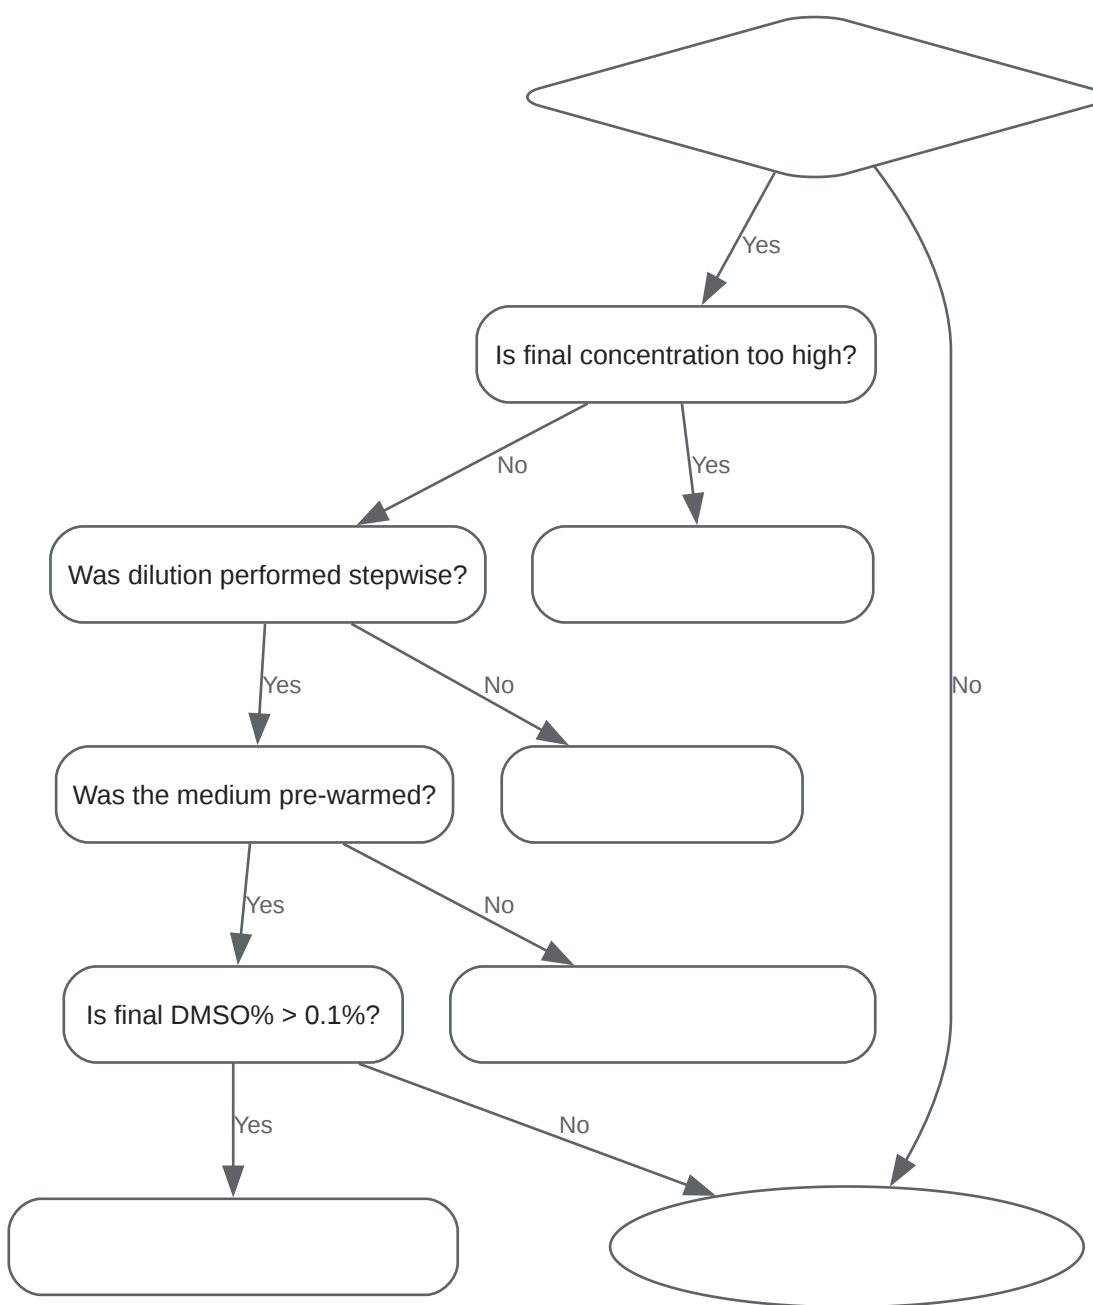 Yes
Is final concentration too high?
No
Yes
Was dilution performed stepwise?
Yes
No
No
Was the medium pre-warmed?
Yes
No
Is final DMSO% > 0.1%?
Yes
No